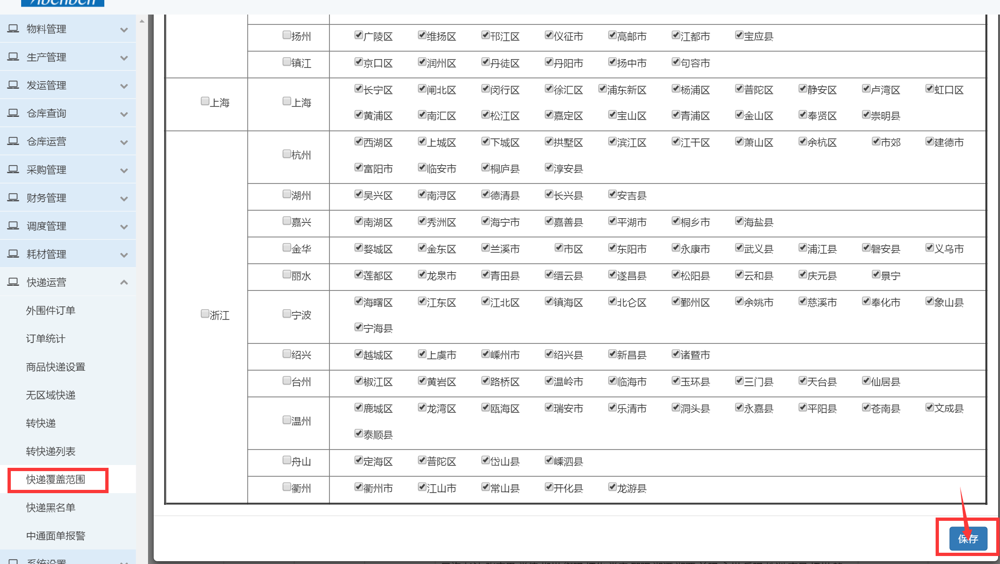 物料管理
生产管理
发运管理
仓库查询
仓库运营
采购管理
财务管理
调度管理
耗材管理
快递运营
外围件订单
订单统计
商品快递设置
无区域快递
转快递
转快递列表
快递覆盖范围
快递黑名单
中通面单报警
系统设置
扬州 广陵区 维扬区 邗江区 仪征市 高邮市 江都市 宝应县
镇江 京口区 润州区 丹徒区 丹阳市 扬中市 句容市
上海 上海 长宁区 闸北区 闵行区 徐汇区 浦东新区 杨浦区 普陀区 静安区 卢湾区 虹口区
黄浦区 南汇区 松江区 嘉定区 宝山区 青浦区 金山区 奉贤区 崇明县
浙江
杭州 西湖区 上城区 下城区 拱墅区 滨江区 江干区 萧山区 余杭区 市郊 建德市
富阳市 临安市 桐庐县 淳安县
湖州 吴兴区 南浔区 德清县 长兴县 安吉县
嘉兴 南湖区 秀洲区 海宁市 嘉善县 平湖市 桐乡市 海盐县
金华 婺城区 金东区 兰溪市 市区 东阳市 永康市 武义县 浦江县 磐安县 义乌市
丽水 莲都区 龙泉市 青田县 缙云县 遂昌县 松阳县 云和县 庆元县 景宁
宁波 海曙区 江东区 江北区 镇海区 北仑区 鄞州区 余姚市 慈溪市 奉化市 象山县
宁海县
绍兴 越城区 上虞市 嵊州市 绍兴县 新昌县 诸暨市
台州 椒江区 黄岩区 路桥区 温岭市 临海市 玉环县 三门县 天台县 仙居县
温州 鹿城区 龙湾区 瓯海区 瑞安市 乐清市 洞头县 永嘉县 平阳县 苍南县 文成县
泰顺县
舟山 定海区 普陀区 岱山县 嵊泗县
衢州 衢州市 江山市 常山县 开化县 龙游县
保存